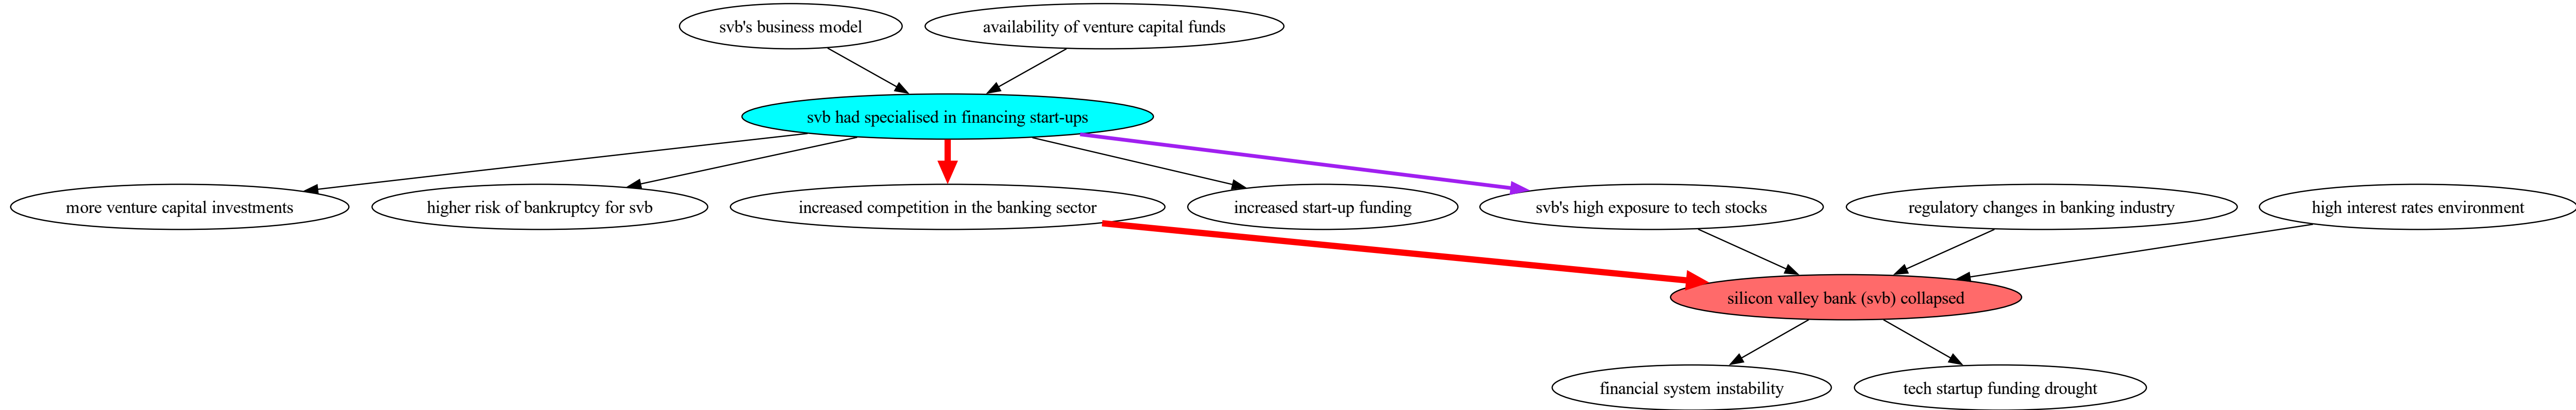 svb's business model
availability of venture capital funds
svb had specialised in financing start-ups
more venture capital investments
higher risk of bankruptcy for svb
increased competition in the banking sector
increased start-up funding
svb's high exposure to tech stocks
regulatory changes in banking industry
high interest rates environment
silicon valley bank (svb) collapsed
financial system instability
tech startup funding drought